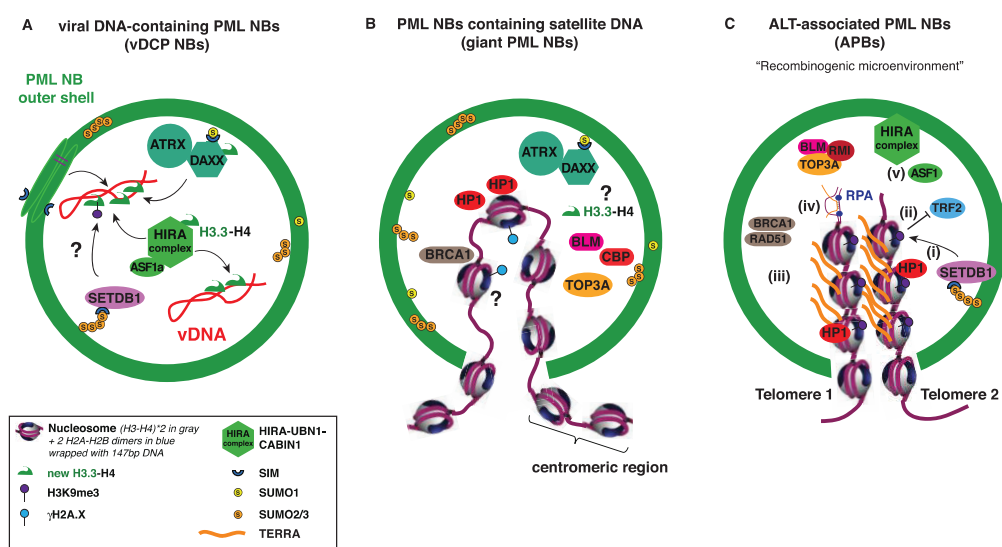 A
viral DNA-containing PML NBs
(vDCP NBs)
PML NB
outer shell
S S S S
S S S
ATRX
S
DAXX
H3.3-H4
HIRA
complex
ASF1a
?
SETDB1
S
S S
S S
vDNA
S
S S
S S
B
PML NBs containing satellite DNA
(giant PML NBs)
S S S S
S S S
ATRX
S
DAXX
?
H3.3-H4
HP1
HP1
S
S S
S S S
BRCA1
BLM
CBP
TOP3A
S
S S
S S
?
S
S S
S S S
centromeric region
C
ALT-associated PML NBs
(APBs)
“Recombinogenic microenvironment”
HIRA
complex
BLM
RMI
TOP3A
(v)
ASF1
RPA
(iv)
(ii)
TRF2
BRCA1
RAD51
(i)
(iii)
HP1
SETDB1
S S S S
S S S
HP1
Telomere 1
Telomere 2
Nucleosome (H3-H4)*2 in gray
+ 2 H2A-H2B dimers in blue
wrapped with 147bp DNA
new H3.3-H4
H3K9me3
γH2A.X
HIRA
complex
HIRA-UBN1-
CABIN1
SIM
S SUMO1
S SUMO2/3
TERRA